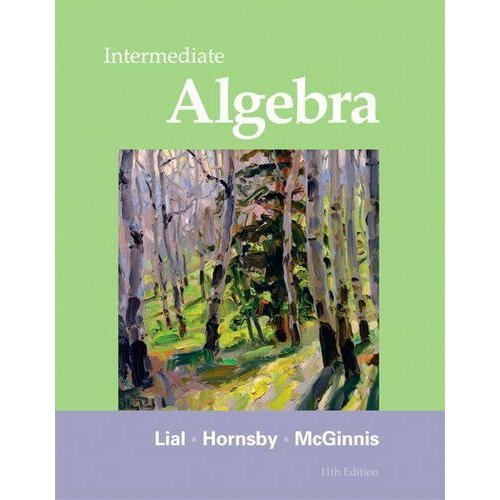 Intermediate
Algebra
Lial • Hornsby • McGinnis
11th Edition